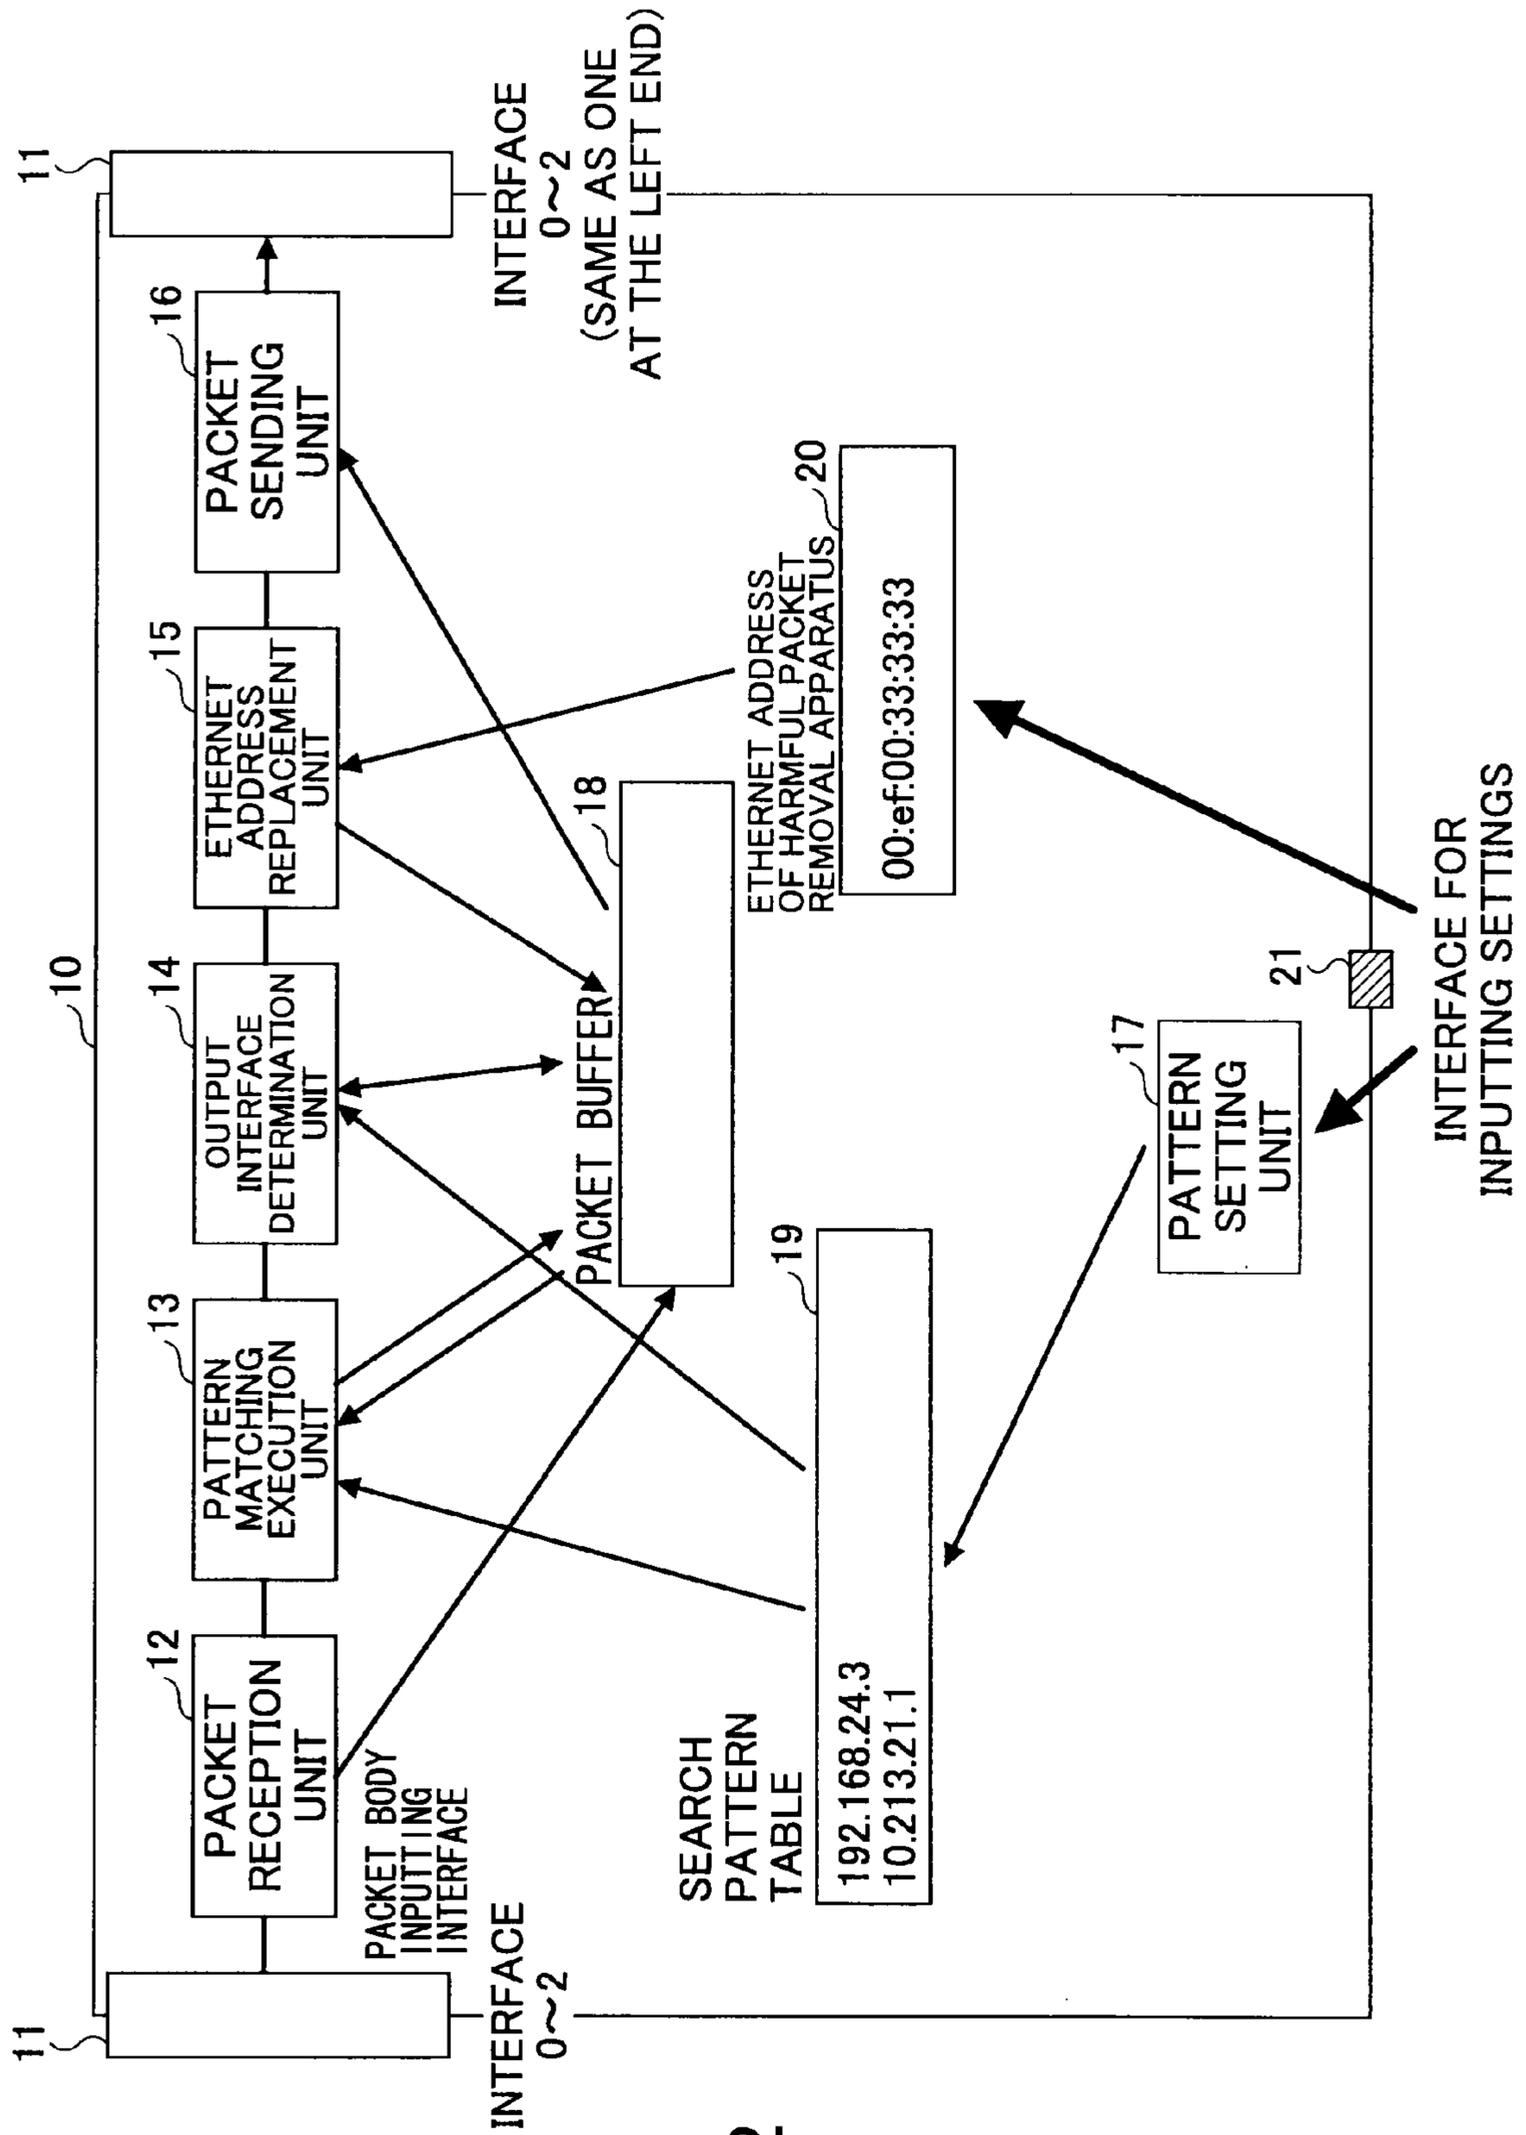 10
11
11
12
13
14
15
16
PACKET
RECEPTION
UNIT
PATTERN
MATCHING
EXECUTION
UNIT
OUTPUT
INTERFACE
DETERMINATION
UNIT
ETHERNET
ADDRESS
REPLACEMENT
UNIT
PACKET
SENDING
UNIT
PACKET BODY
INPUTTING
INTERFACE
INTERFACE
0~2
INTERFACE
0~2
(SAME AS ONE
AT THE LEFT END)
PACKET BUFFER
18
SEARCH
PATTERN
TABLE
19
192.168.24.3
10.213.21.1
ETHERNET ADDRESS
OF HARMFUL PACKET
REMOVAL APPARATUS
20
00:ef:00:33:33:33
17
PATTERN
SETTING
UNIT
21
INTERFACE FOR
INPUTTING SETTINGS